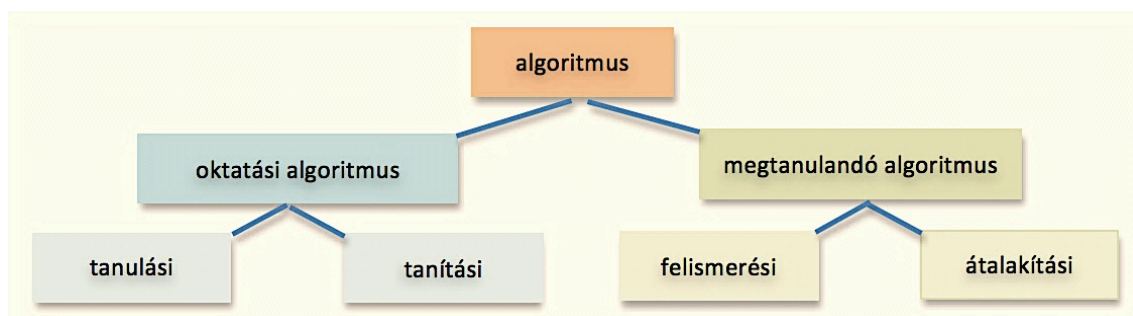 algoritmus
oktatási algoritmus
megtanulandó algoritmus
tanulási
tanítási
felismerési
átalakítási